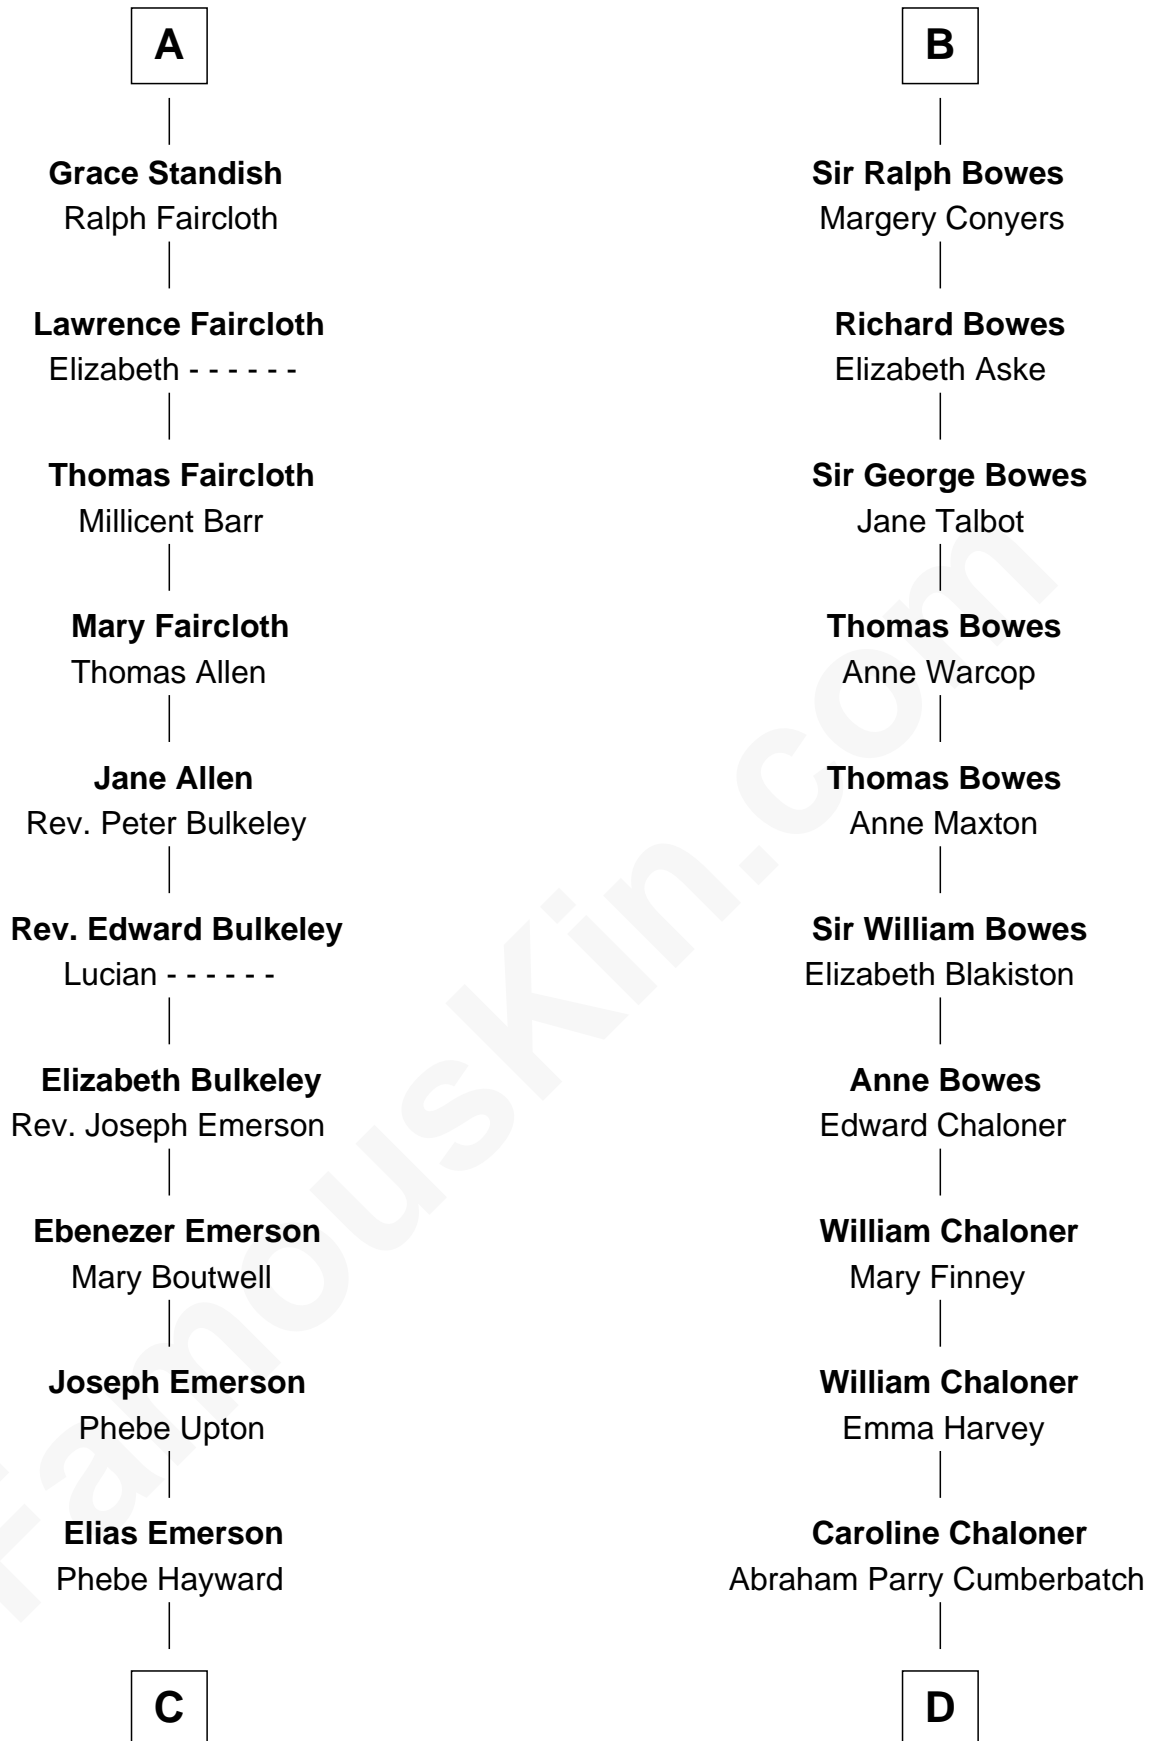 A
Grace Standish
Ralph Faircloth
Lawrence Faircloth
Elizabeth - - - - - -
Thomas Faircloth
Millicent Barr
Mary Faircloth
Thomas Allen
Jane Allen
Rev. Peter Bulkeley
Rev. Edward Bulkeley
Lucian - - - - - -
Elizabeth Bulkeley
Rev. Joseph Emerson
Ebenezer Emerson
Mary Boutwell
Joseph Emerson
Phebe Upton
Elias Emerson
Phebe Hayward
C
B
Sir Ralph Bowes
Margery Conyers
Richard Bowes
Elizabeth Aske
Sir George Bowes
Jane Talbot
Thomas Bowes
Anne Warcop
Thomas Bowes
Anne Maxton
Sir William Bowes
Elizabeth Blakiston
Anne Bowes
Edward Chaloner
William Chaloner
Mary Finney
William Chaloner
Emma Harvey
Caroline Chaloner
Abraham Parry Cumberbatch
D
FamousKin.com